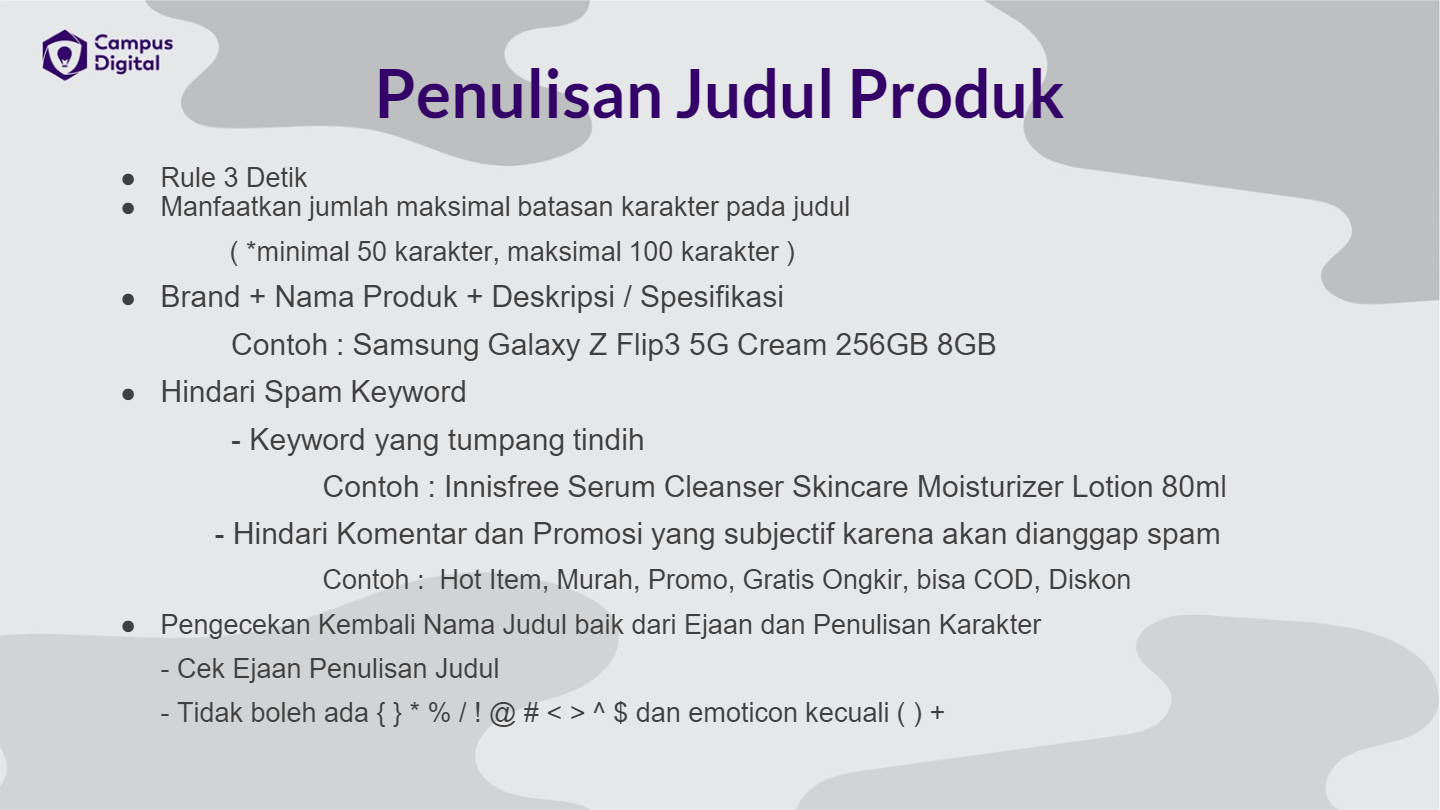 Campus
Digital
Penulisan Judul Produk
● Rule 3 Detik
● Manfaatkan jumlah maksimal batasan karakter pada judul
( *minimal 50 karakter, maksimal 100 karakter )
● Brand + Nama Produk + Deskripsi / Spesifikasi
Contoh : Samsung Galaxy Z Flip3 5G Cream 256GB 8GB
● Hindari Spam Keyword
- Keyword yang tumpang tindih
Contoh : Innisfree Serum Cleanser Skincare Moisturizer Lotion 80ml
- Hindari Komentar dan Promosi yang subjectif karena akan dianggap spam
Contoh : Hot Item, Murah, Promo, Gratis Ongkir, bisa COD, Diskon
● Pengecekan Kembali Nama Judul baik dari Ejaan dan Penulisan Karakter
- Cek Ejaan Penulisan Judul
- Tidak boleh ada { } * % / ! @ # < > ^ $ dan emoticon kecuali ( ) +